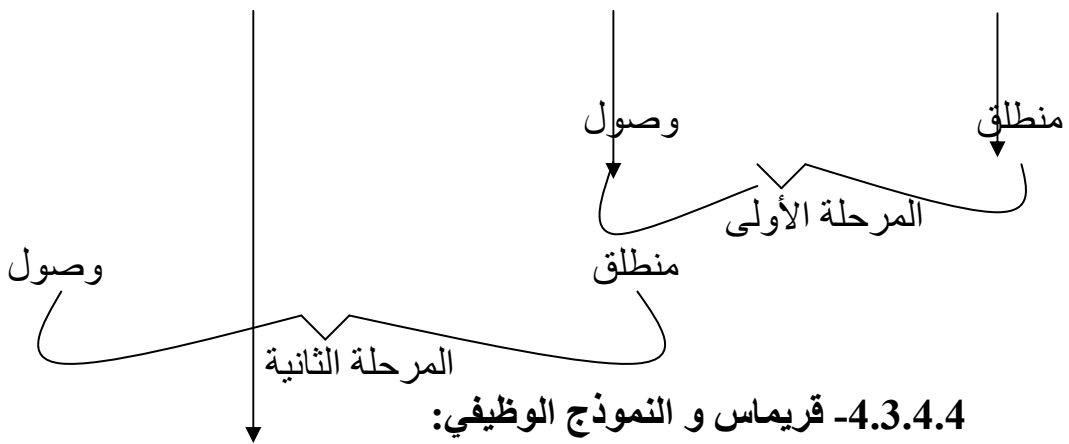 منطلق وصول
المرحلة الأولى
منطلق وصول
المرحلة الثانية
4.3.4.4- قريماس و النموذج الوظيفي: